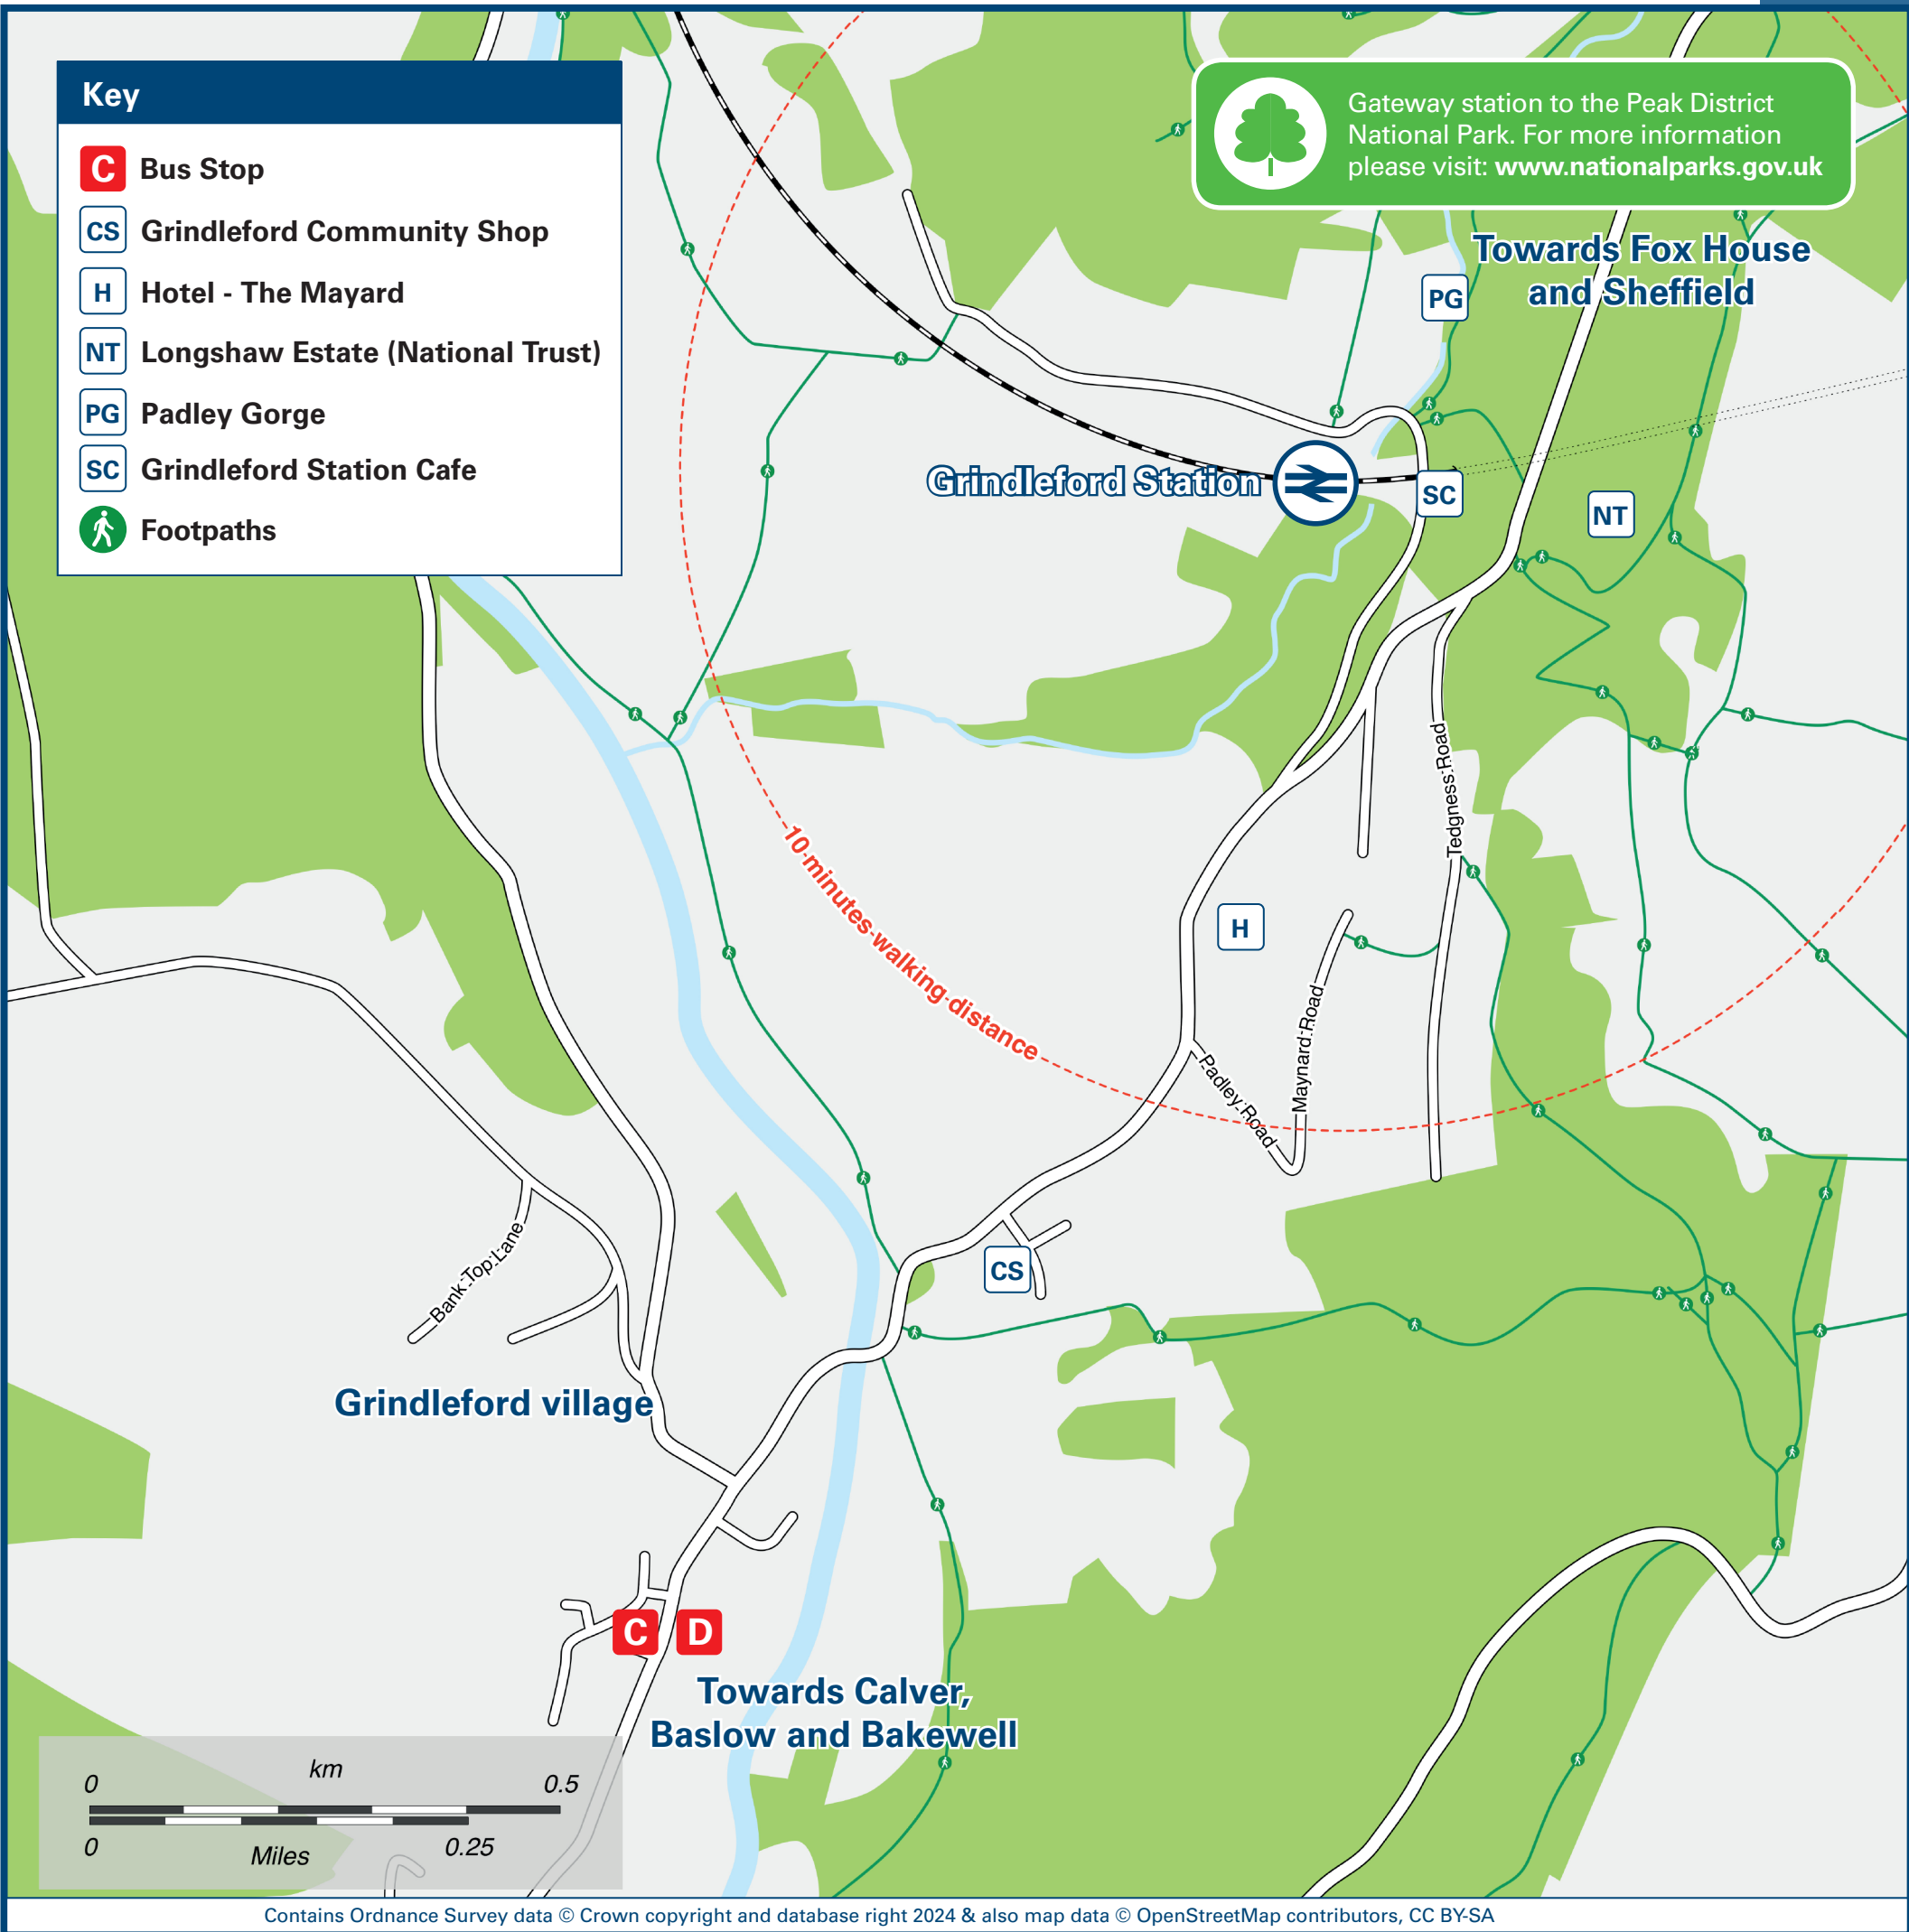 Key
C Bus Stop
CS Grindleford Community Shop
H Hotel - The Mayard
NT Longshaw Estate (National Trust)
PG Padley Gorge
SC Grindleford Station Cafe
Footpaths
Gateway station to the Peak District
National Park. For more information
please visit: www.nationalparks.gov.uk
Towards Fox House
and Sheffield
PG
Grindleford Station
SC
NT
Tedgness Road
10 minutes walking distance
H
Maynard Road
Padley Road
CS
Bank Top Lane
Grindleford village
C D
Towards Calver,
Baslow and Bakewell
km
0 0.5
0 0.25
Miles
Contains Ordnance Survey data © Crown copyright and database right 2024 & also map data © OpenStreetMap contributors, CC BY-SA